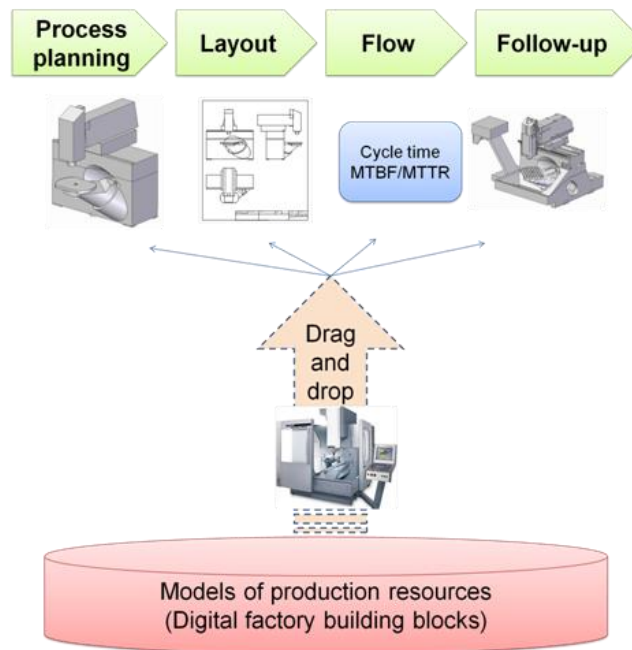 Process
planning
Layout
Flow
Follow-up
Cycle time
MTBF/MTTR
Drag
and
drop
Models of production resources
(Digital factory building blocks)